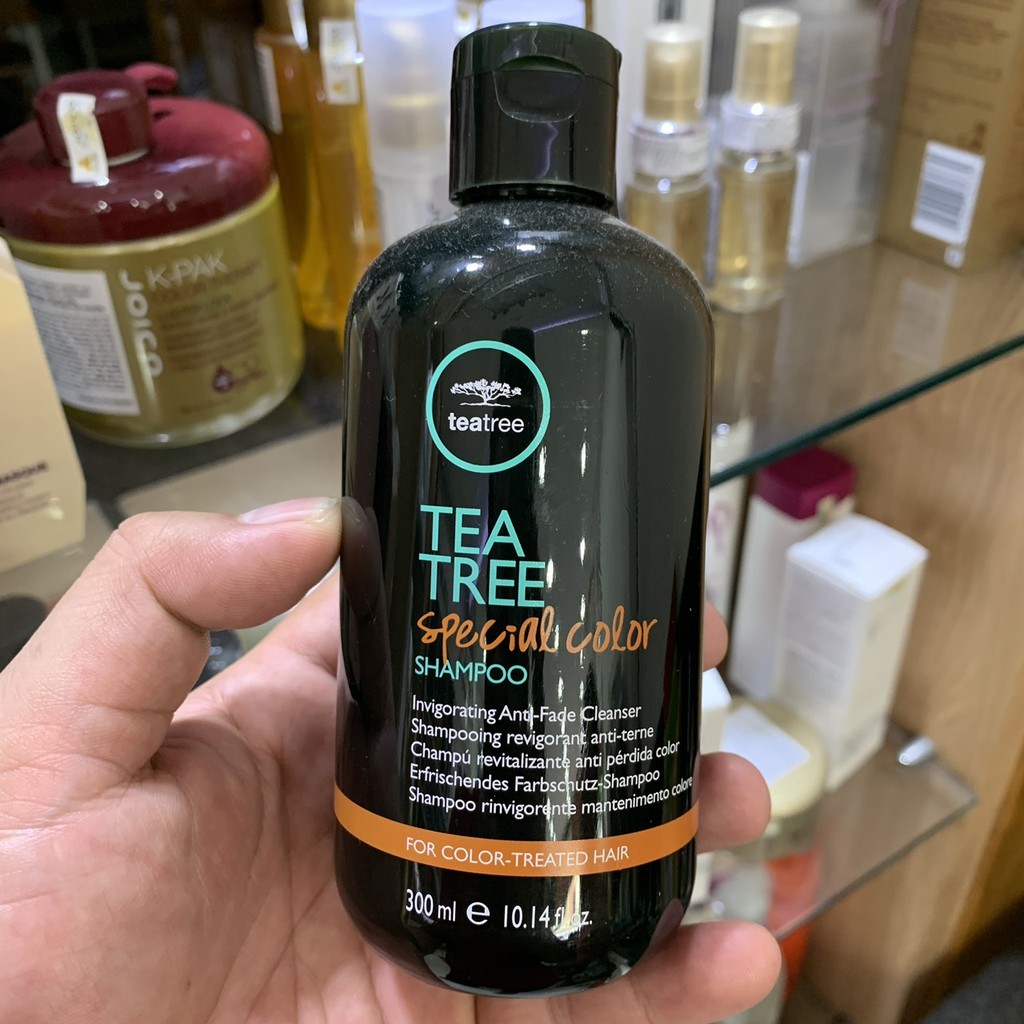 teatree
TEA
TREE
special color
SHAMPOO
Invigorating Anti-Fade Cleanser
Shampooing revigorant anti-terne
Champú revitalizante anti pérdida color
Erfrischendes Farbschutz-Shampoo
Shampoo rinvigorente mantenimento colore
FOR COLOR-TREATED HAIR
300 ml e 10.14 fl. oz.
JOICO
K-PAK